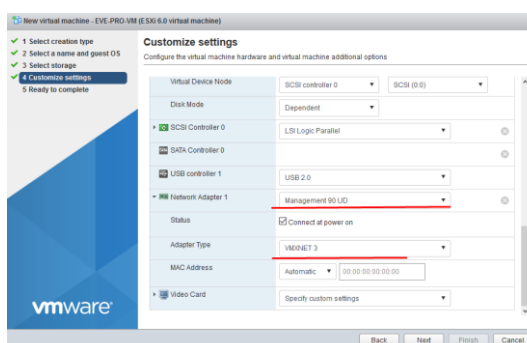 New virtual machine - EVE-PRO-VM (ESXi 6.0 virtual machine)
1 Select creation type
2 Select a name and guest OS
3 Select storage
4 Customize settings
5 Ready to complete
Customize settings
Configure the virtual machine hardware and virtual machine additional options
Virtual Device Node SCSI controller 0 SCSI (0:0)
Disk Mode Dependent
SCSI Controller 0 LSI Logic Parallel
SATA Controller 0
USB controller 1 USB 2.0
Network Adapter 1 Management 90 UD
Status Connect at power on
Adapter Type VMXNET 3
MAC Address Automatic 00:00:00:00:00:00
Video Card Specify custom settings
vmware
Back Next Finish Cancel